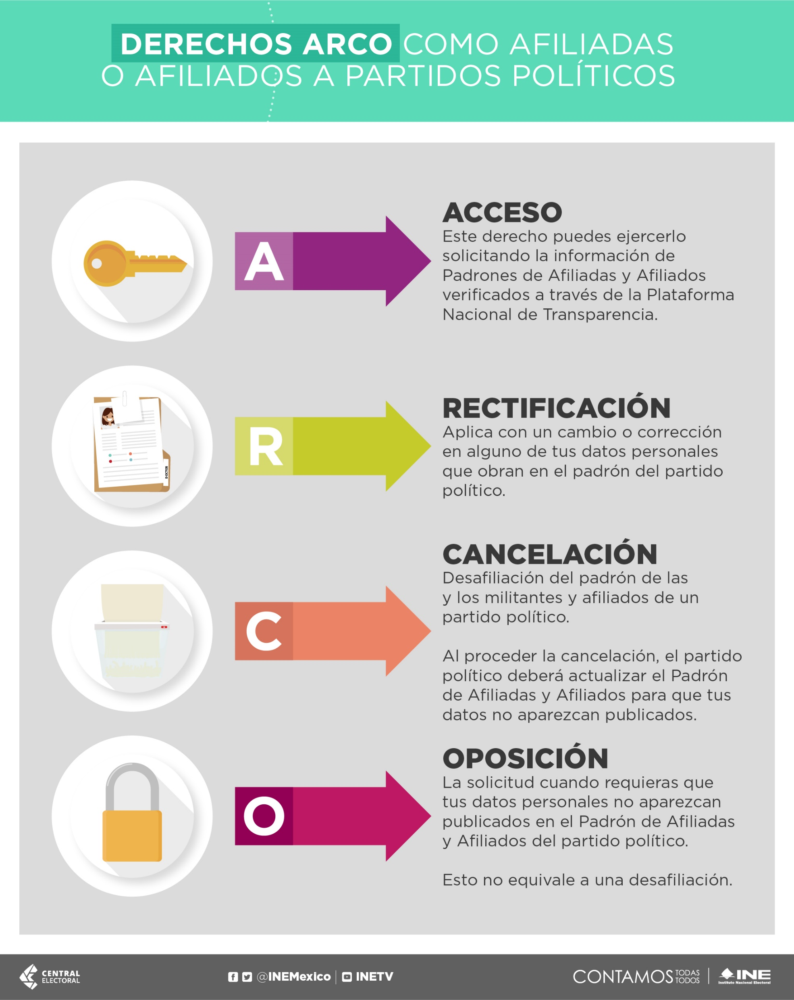 DERECHOS ARCO COMO AFILIADAS
O AFILIADOS A PARTIDOS POLÍTICOS
A
ACCESO
Este derecho puedes ejercerlo
solicitando la información de
Padrones de Afiliadas y Afiliados
verificados a través de la Plataforma
Nacional de Transparencia.
DOCTOS
R
RECTIFICACIÓN
Aplica con un cambio o corrección
en alguno de tus datos personales
que obran en el padrón del partido
político.
C
CANCELACIÓN
Desafiliación del padrón de las
y los militantes y afiliados de un
partido político.
Al proceder la cancelación, el partido
político deberá actualizar el Padrón
de Afiliadas y Afiliados para que tus
datos no aparezcan publicados.
O
OPOSICIÓN
La solicitud cuando requieras que
tus datos personales no aparezcan
publicados en el Padrón de Afiliadas
y Afiliados del partido político.
Esto no equivale a una desafiliación.
CENTRAL
ELECTORAL
@INEMexico | INETV
CONTAMOS TODAS TODOS | INE
Instituto Nacional Electoral